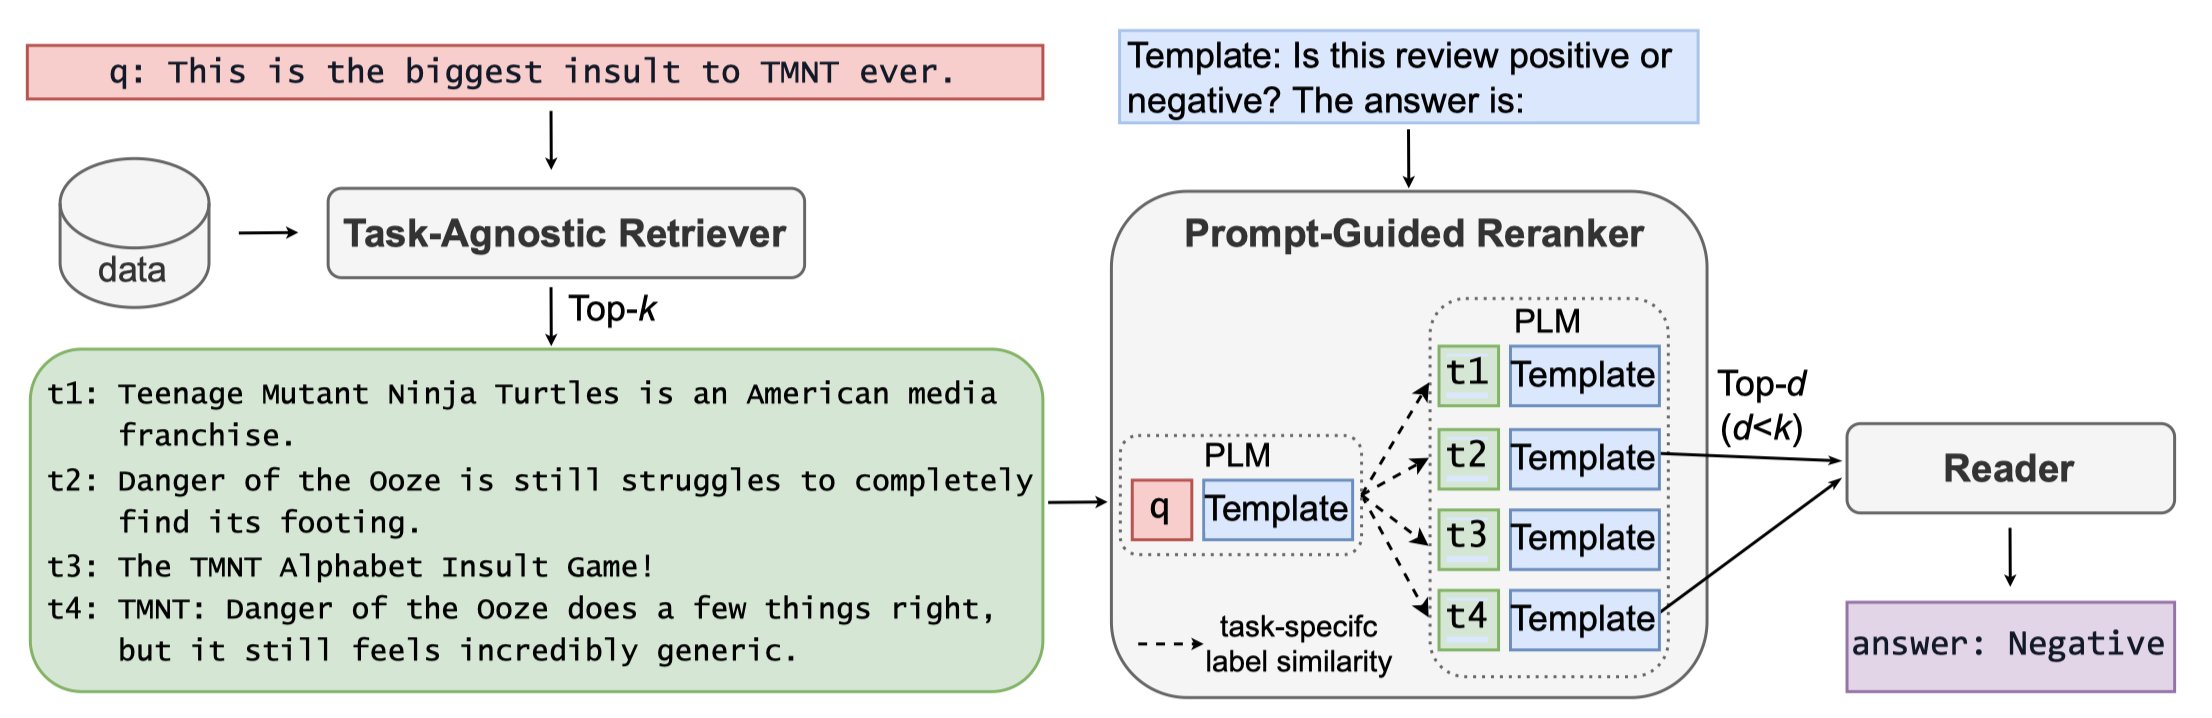 q: This is the biggest insult to TMNT ever.
Template: Is this review positive or
negative? The answer is:
data
Task-Agnostic Retriever
Top-k
t1: Teenage Mutant Ninja Turtles is an American media
franchise.
t2: Danger of the Ooze is still struggles to completely
find its footing.
t3: The TMNT Alphabet Insult Game!
t4: TMNT: Danger of the Ooze does a few things right,
but it still feels incredibly generic.
Prompt-Guided Reranker
PLM
q Template
PLM
t1 Template
t2 Template
t3 Template
t4 Template
task-specifc
label similarity
Top-d
(d<k)
Reader
answer: Negative